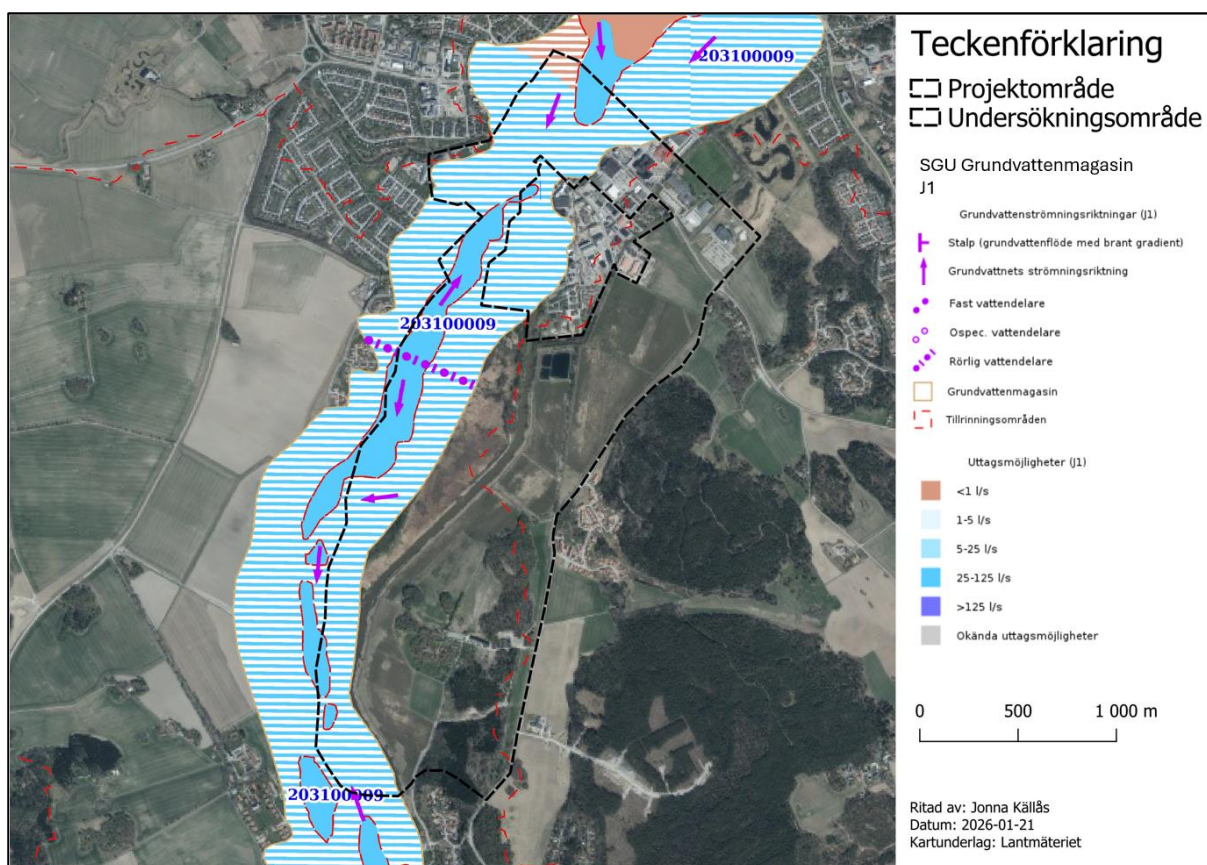 203100009
203100009
203100009
Teckenförklaring
Projektområde
Undersökningsområde
SGU Grundvattenmagasin
J1
Grundvattenströmningsriktningar (J1)
Stalp (grundvattenflöde med brant gradient)
Grundvattnets strömningsriktning
Fast vattendelare
Ospec. vattendelare
Rörlig vattendelare
Grundvattenmagasin
Tillrinningsområden
Uttagsmöjligheter (J1)
<1 l/s
1-5 l/s
5-25 l/s
25-125 l/s
>125 l/s
Okända uttagsmöjligheter
0 500 1 000 m
Ritad av: Jonna Källås
Datum: 2026-01-21
Kartunderlag: Lantmäteriet